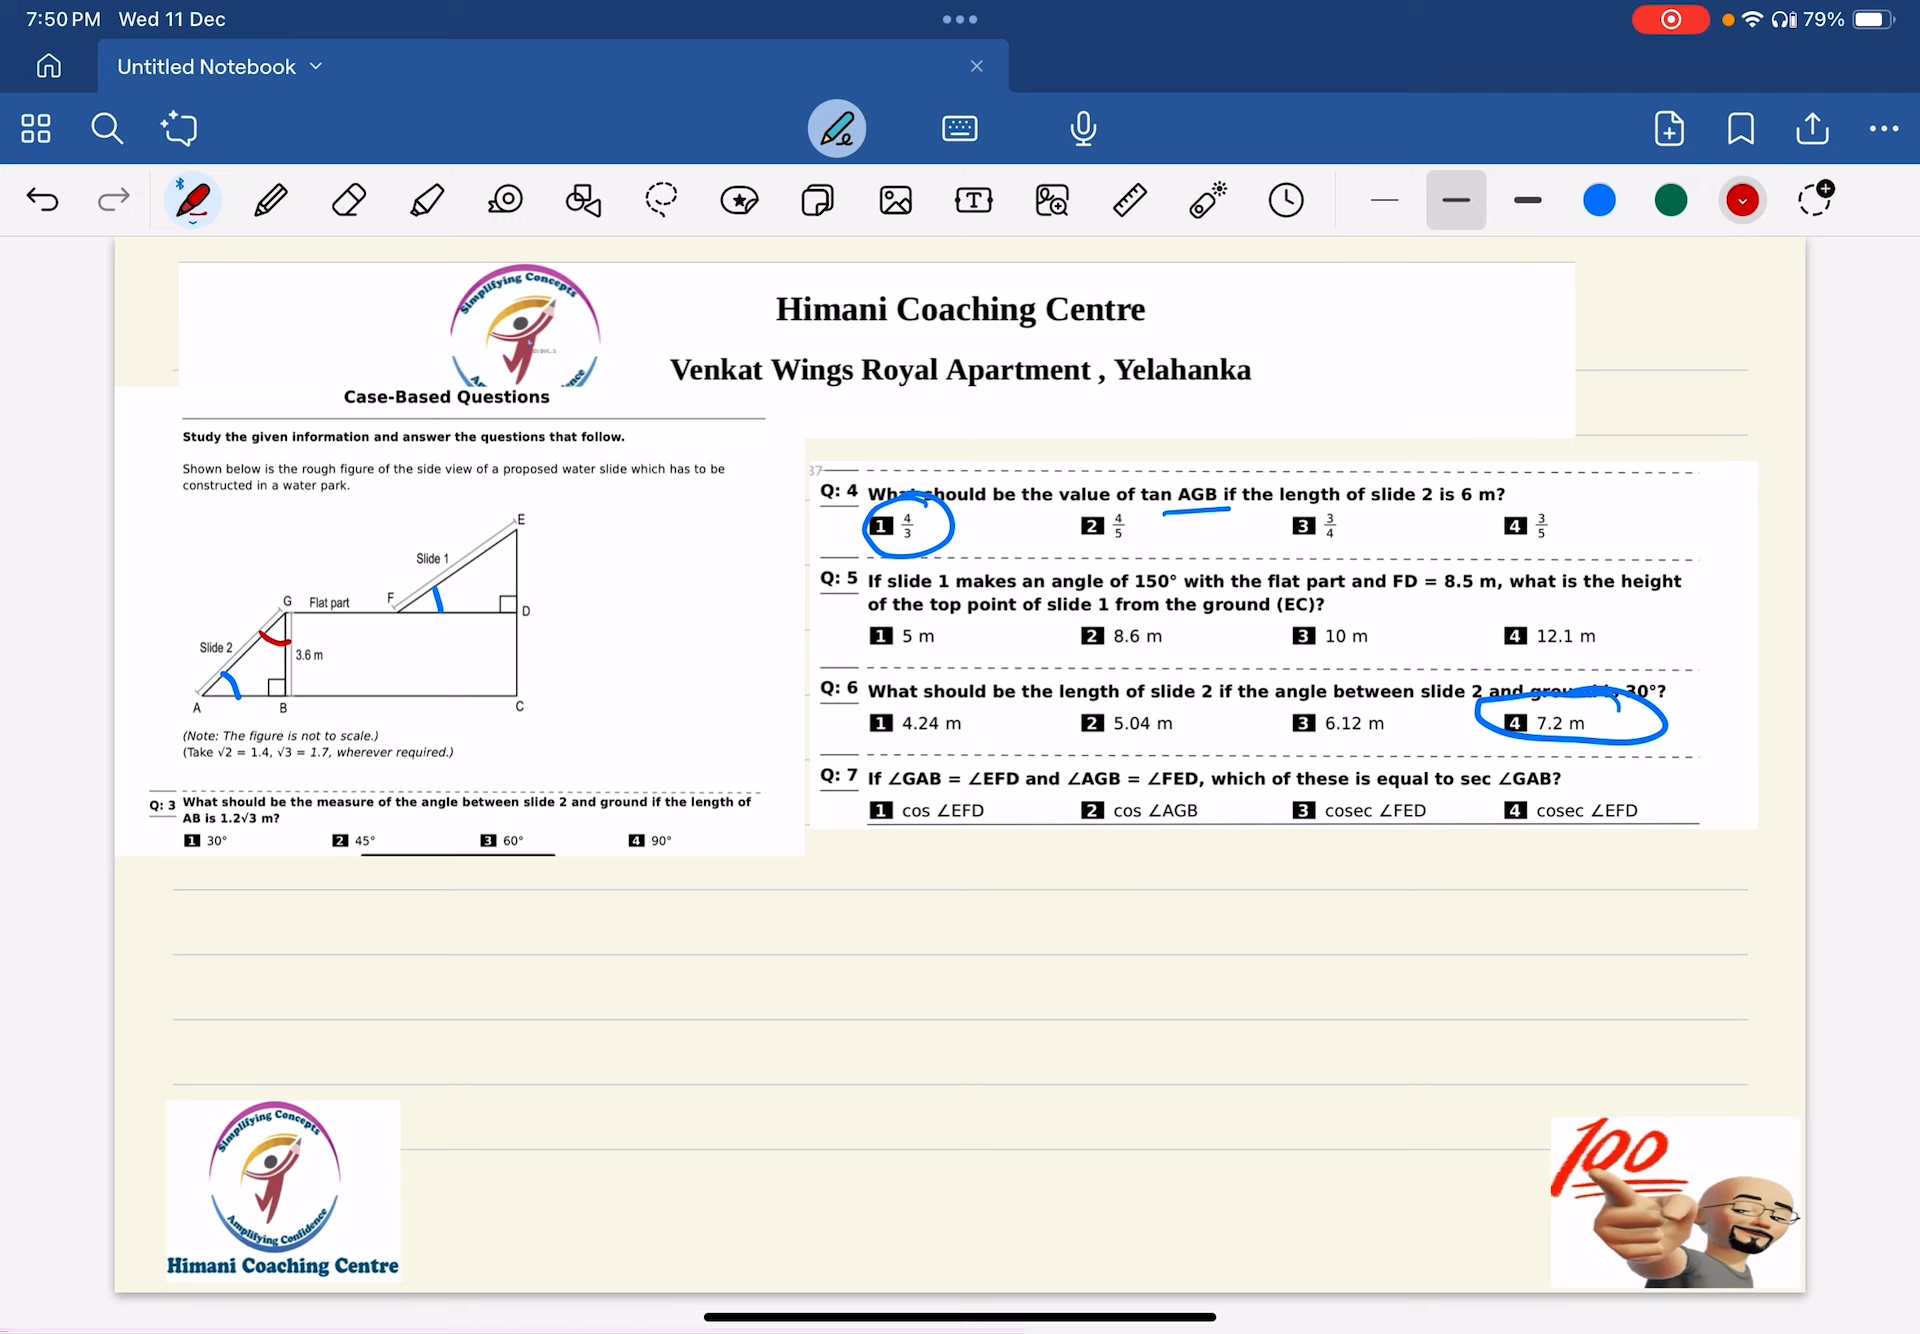 7:50 PM Wed 11 Dec
79%
Untitled Notebook
Simplifying Concepts
Himani Coaching Centre
Venkat Wings Royal Apartment , Yelahanka
Case-Based Questions
Study the given information and answer the questions that follow.
Shown below is the rough figure of the side view of a proposed water slide which has to be
constructed in a water park.
E
Slide 1
G Flat part F
D
Slide 2
3.6 m
A B C
(Note: The figure is not to scale.)
(Take √2 = 1.4, √3 = 1.7, wherever required.)
Q: 3 What should be the measure of the angle between slide 2 and ground if the length of
AB is 1.2√3 m?
1 30° 2 45° 3 60° 4 90°
37
Q: 4 What should be the value of tan AGB if the length of slide 2 is 6 m?
1 4/3 2 4/5 3 3/4 4 3/5
Q: 5 If slide 1 makes an angle of 150° with the flat part and FD = 8.5 m, what is the height
of the top point of slide 1 from the ground (EC)?
1 5 m 2 8.6 m 3 10 m 4 12.1 m
Q: 6 What should be the length of slide 2 if the angle between slide 2 and ground is 30°?
1 4.24 m 2 5.04 m 3 6.12 m 4 7.2 m
Q: 7 If ∠GAB = ∠EFD and ∠AGB = ∠FED, which of these is equal to sec ∠GAB?
1 cos ∠EFD 2 cos ∠AGB 3 cosec ∠FED 4 cosec ∠EFD
Simplifying Concepts
Amplifying Confidence
Himani Coaching Centre
100